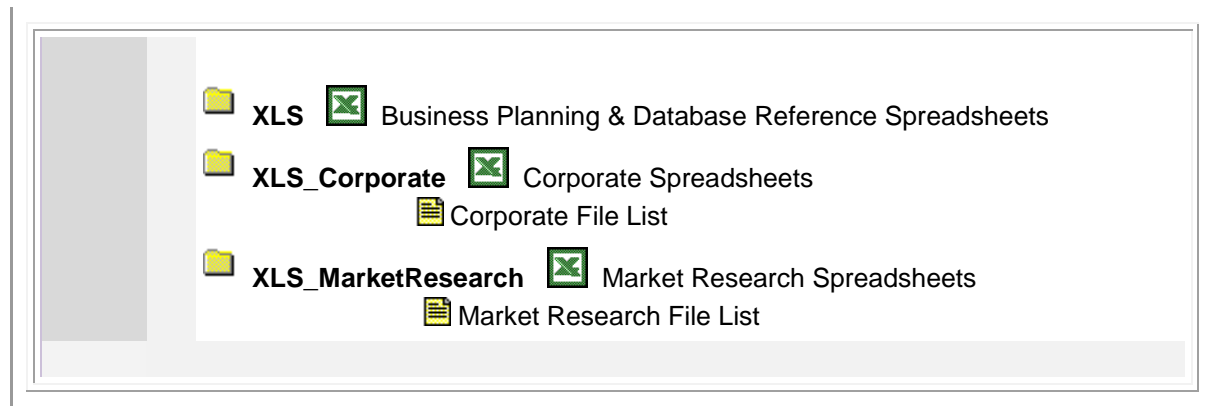 XLS Business Planning & Database Reference Spreadsheets
XLS_Corporate Corporate Spreadsheets
Corporate File List
XLS_MarketResearch Market Research Spreadsheets
Market Research File List